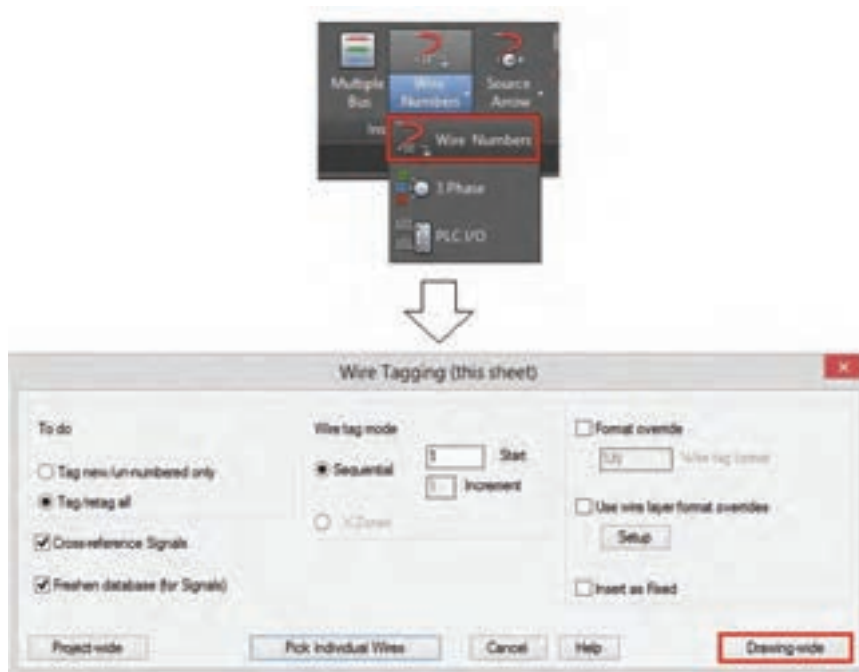 Multiple Bus
Wire Numbers
Source Arrow
Wire Numbers
3 Phase
PLC I/O
Wire Tagging (this sheet)
To do
Tag new/un-numbered only
Tag/retag all
Cross-reference Signals
Freshen database (for Signals)
Wire tag mode
Sequential
1 Start
1 Increment
X-Zones
Format override
Wire tag format
Use wire layer format overrides
Setup
Insert as Fixed
Project-wide
Pick Individual Wires
Cancel
Help
Drawing-wide